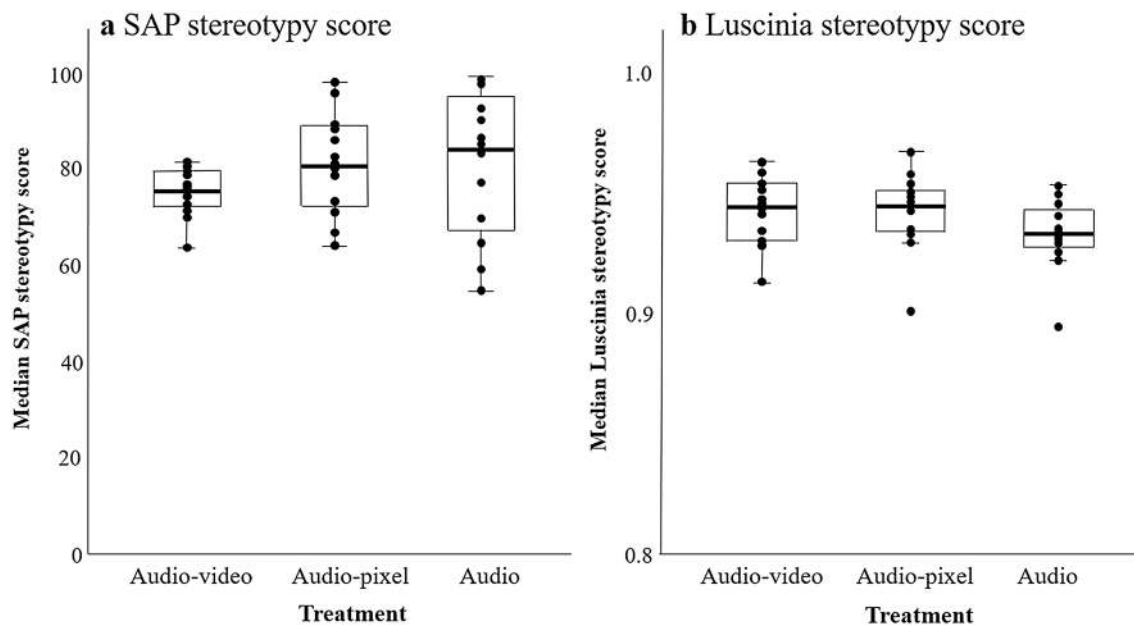 a SAP stereotypy score
Median SAP stereotypy score
100
80
60
40
20
0
Audio-video Audio-pixel Audio
Treatment
b Luscinia stereotypy score
Median Luscinia stereotypy score
1.0
0.9
0.8
Audio-video Audio-pixel Audio
Treatment